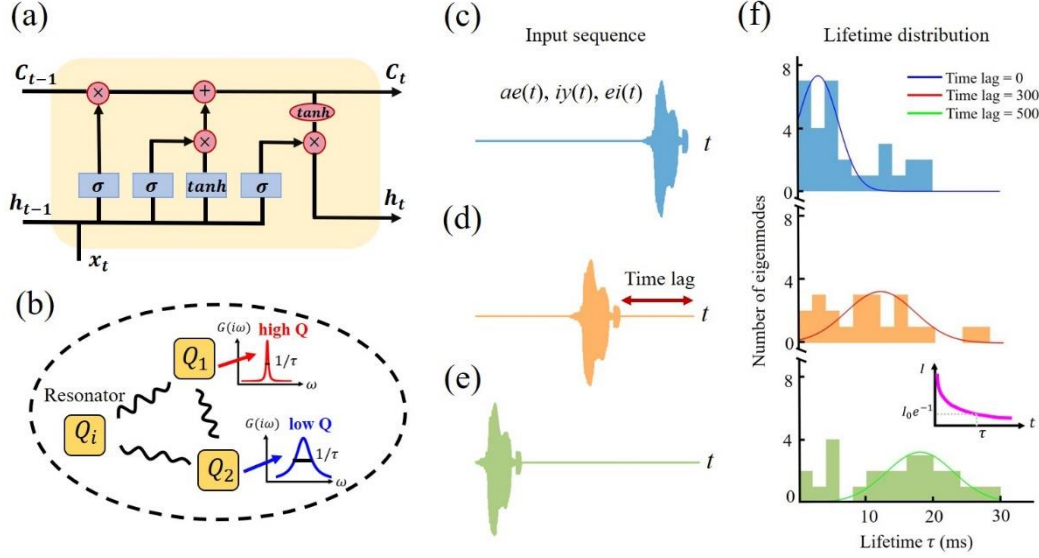 (a)
C_{t-1}
C_t
×
+
tanh
×
×
σ
σ
tanh
σ
h_{t-1}
h_t
x_t
(b)
G(iω)
high Q
1/τ
ω
Q_1
Resonator
Q_i
Q_2
G(iω)
low Q
1/τ
ω
(c)
Input sequence
ae(t), iy(t), ei(t)
t
(d)
Time lag
t
(e)
t
(f)
Lifetime distribution
Time lag = 0
Time lag = 300
Time lag = 500
Number of eigenmodes
8
4
0
8
4
0
8
4
0
I
I_0e^{-1}
τ
t
10
20
30
Lifetime τ (ms)